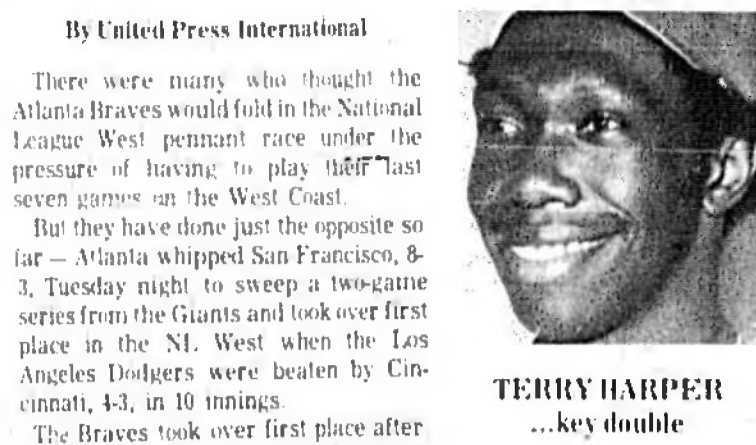 By United Press International
There were many who thought the
Atlanta Braves would fold in the National
League West pennant race under the
pressure of having to play their last
seven games on the West Coast.
But they have done just the opposite so
far — Atlanta whipped San Francisco, 8-
3, Tuesday night to sweep a two-game
series from the Giants and took over first
place in the NL West when the Los
Angeles Dodgers were beaten by Cin-
cinnati, 4-3, in 10 innings.
The Braves took over first place after
TERRY HARPER
...key double